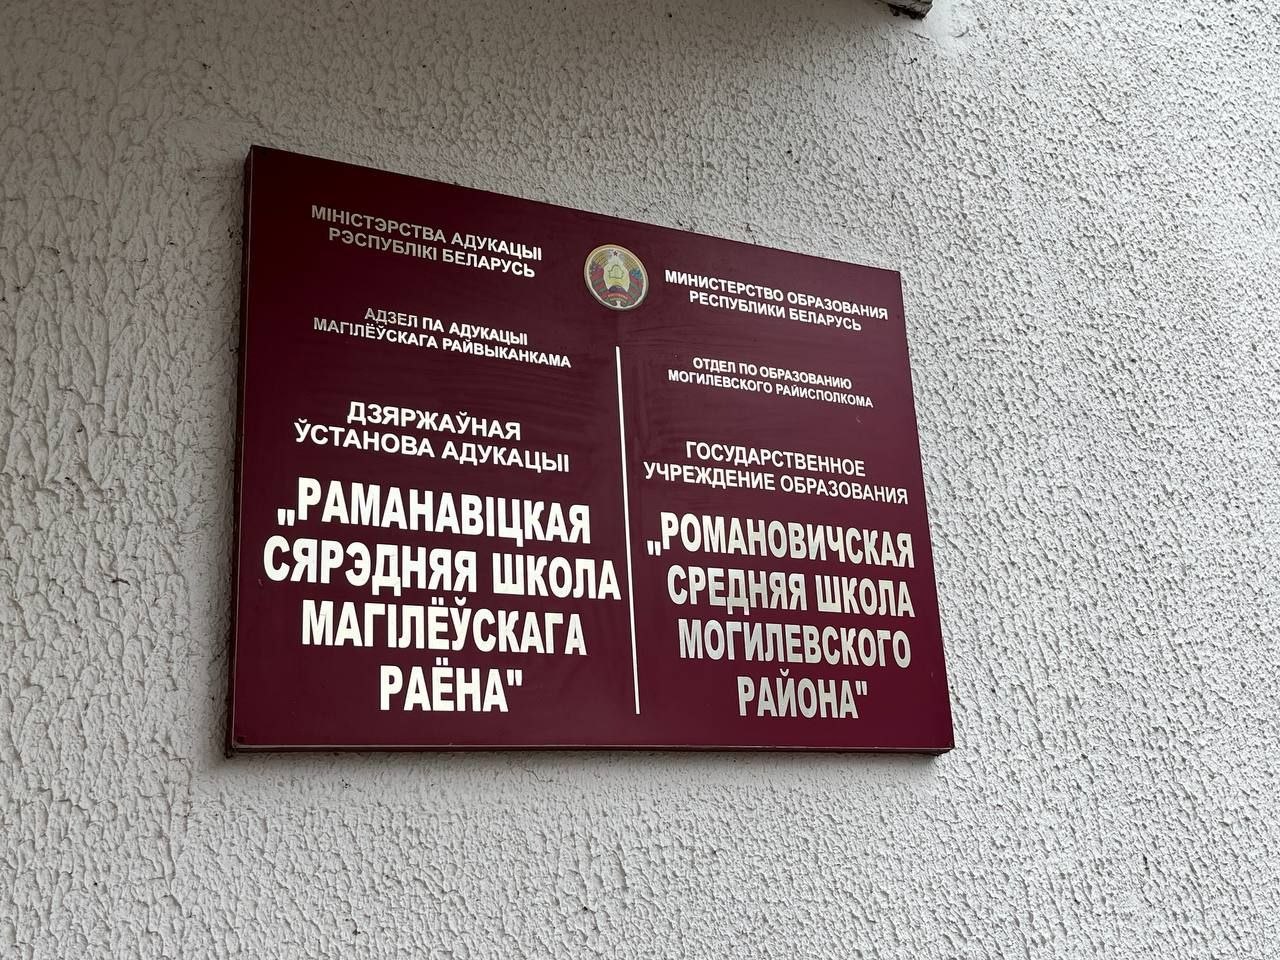 МІНІСТЭРСТВА АДУКАЦЫІ
РЭСПУБЛІКІ БЕЛАРУСЬ
АДЗЕЛ ПА АДУКАЦЫІ
МАГІЛЁЎСКАГА РАЙВЫКАНКАМА
ДЗЯРЖАЎНАЯ
ЎСТАНОВА АДУКАЦЫІ
„РАМАНАВІЦКАЯ
СЯРЭДНЯЯ ШКОЛА
МАГІЛЁЎСКАГА
РАЁНА"
МИНИСТЕРСТВО ОБРАЗОВАНИЯ
РЕСПУБЛИКИ БЕЛАРУСЬ
ОТДЕЛ ПО ОБРАЗОВАНИЮ
МОГИЛЕВСКОГО РАЙИСПОЛКОМА
ГОСУДАРСТВЕННОЕ
УЧРЕЖДЕНИЕ ОБРАЗОВАНИЯ
„РОМАНОВИЧСКАЯ
СРЕДНЯЯ ШКОЛА
МОГИЛЕВСКОГО
РАЙОНА"